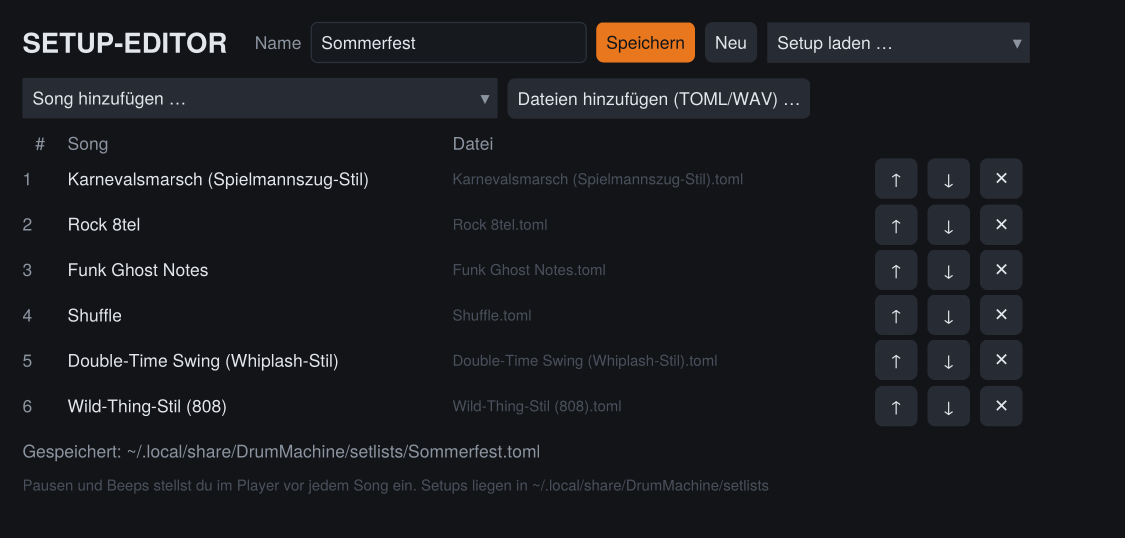 SETUP-EDITOR Name Sommerfest Speichern Neu Setup laden … ▼
Song hinzufügen … ▼ Dateien hinzufügen (TOML/WAV) …
# Song Datei
1 Karnevalsmarsch (Spielmannszug-Stil) Karnevalsmarsch (Spielmannszug-Stil).toml ↑ ↓ ✕
2 Rock 8tel Rock 8tel.toml ↑ ↓ ✕
3 Funk Ghost Notes Funk Ghost Notes.toml ↑ ↓ ✕
4 Shuffle Shuffle.toml ↑ ↓ ✕
5 Double-Time Swing (Whiplash-Stil) Double-Time Swing (Whiplash-Stil).toml ↑ ↓ ✕
6 Wild-Thing-Stil (808) Wild-Thing-Stil (808).toml ↑ ↓ ✕
Gespeichert: ~/.local/share/DrumMachine/setlists/Sommerfest.toml
Pausen und Beeps stellst du im Player vor jedem Song ein. Setups liegen in ~/.local/share/DrumMachine/setlists